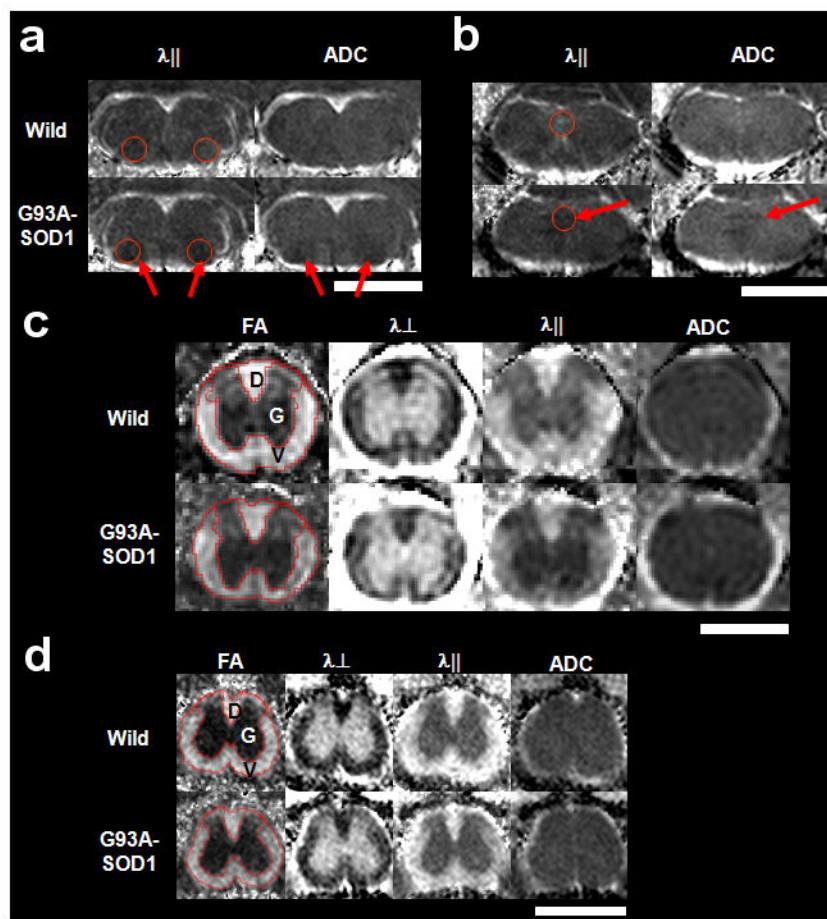 a
λ|| ADC
Wild
G93A-
SOD1
b
λ|| ADC
c
FA λ⊥ λ|| ADC
D
G
V
Wild
G93A-
SOD1
d
FA λ⊥ λ|| ADC
D
G
V
Wild
G93A-
SOD1